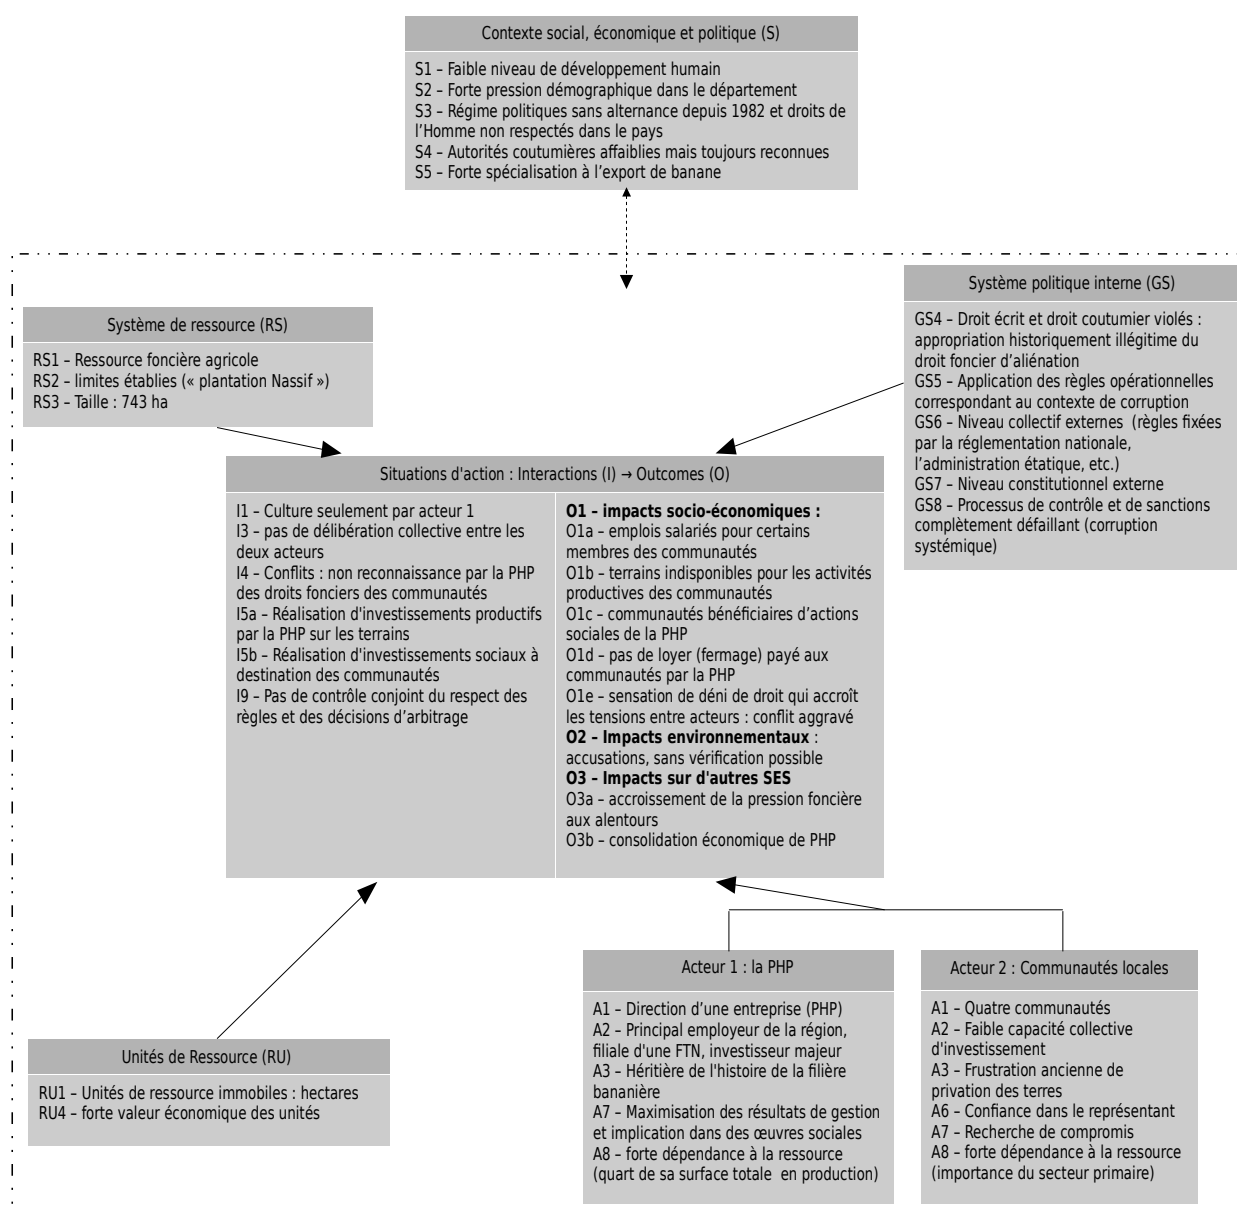 Contexte social, économique et politique (S)
S1 – Faible niveau de développement humain
S2 – Forte pression démographique dans le département
S3 – Régime politiques sans alternance depuis 1982 et droits de
l’Homme non respectés dans le pays
S4 – Autorités coutumières affaiblies mais toujours reconnues
S5 – Forte spécialisation à l’export de banane
Système de ressource (RS)
RS1 – Ressource foncière agricole
RS2 – limites établies (« plantation Nassif »)
RS3 – Taille : 743 ha
Système politique interne (GS)
GS4 – Droit écrit et droit coutumier violés :
appropriation historiquement illégitime du
droit foncier d’aliénation
GS5 – Application des règles opérationnelles
correspondant au contexte de corruption
GS6 – Niveau collectif externes  (règles fixées
par la réglementation nationale,
l’administration étatique, etc.)
GS7 – Niveau constitutionnel externe
GS8 – Processus de contrôle et de sanctions
complètement défaillant (corruption
systémique)
Situations d'action : Interactions (I) → Outcomes (O)
I1 – Culture seulement par acteur 1
I3 – pas de délibération collective entre les
deux acteurs
I4 – Conflits : non reconnaissance par la PHP
des droits fonciers des communautés
I5a – Réalisation d'investissements productifs
par la PHP sur les terrains
I5b – Réalisation d'investissements sociaux à
destination des communautés
I9 – Pas de contrôle conjoint du respect des
règles et des décisions d’arbitrage
O1 – impacts socio-économiques :
O1a – emplois salariés pour certains
membres des communautés
O1b – terrains indisponibles pour les activités
productives des communautés
O1c – communautés bénéficiaires d’actions
sociales de la PHP
O1d – pas de loyer (fermage) payé aux
communautés par la PHP
O1e – sensation de déni de droit qui accroît
les tensions entre acteurs : conflit aggravé
O2 – Impacts environnementaux :
accusations, sans vérification possible
O3 – Impacts sur d'autres SES
O3a – accroissement de la pression foncière
aux alentours
O3b – consolidation économique de PHP
Unités de Ressource (RU)
RU1 – Unités de ressource immobiles : hectares
RU4 – forte valeur économique des unités
Acteur 1 : la PHP
A1 – Direction d’une entreprise (PHP)
A2 – Principal employeur de la région,
filiale d'une FTN, investisseur majeur
A3 – Héritière de l'histoire de la filière
bananière
A7 – Maximisation des résultats de gestion
et implication dans des œuvres sociales
A8 – forte dépendance à la ressource
(quart de sa surface totale  en production)
Acteur 2 : Communautés locales
A1 – Quatre communautés
A2 – Faible capacité collective
d'investissement
A3 – Frustration ancienne de
privation des terres
A6 – Confiance dans le représentant
A7 – Recherche de compromis
A8 – forte dépendance à la ressource
(importance du secteur primaire)